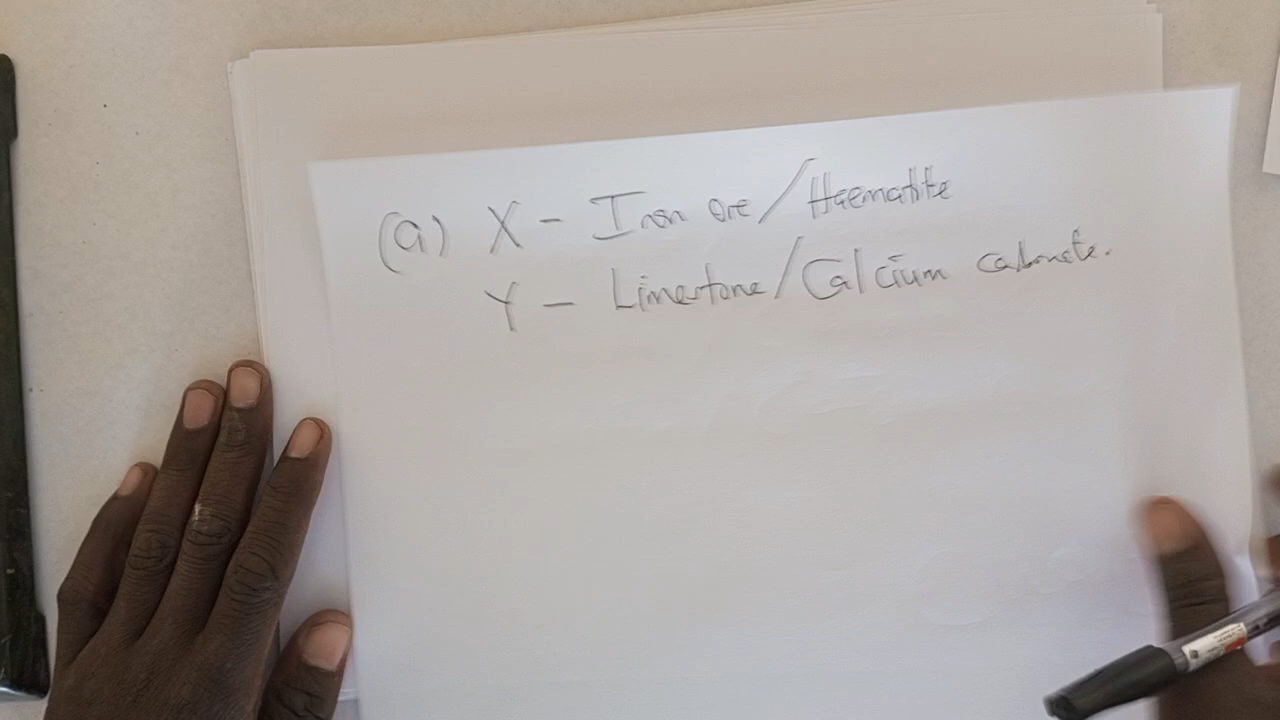 (a) X - Iron ore / Haematite
Y - Limestone / Calcium carbonate.